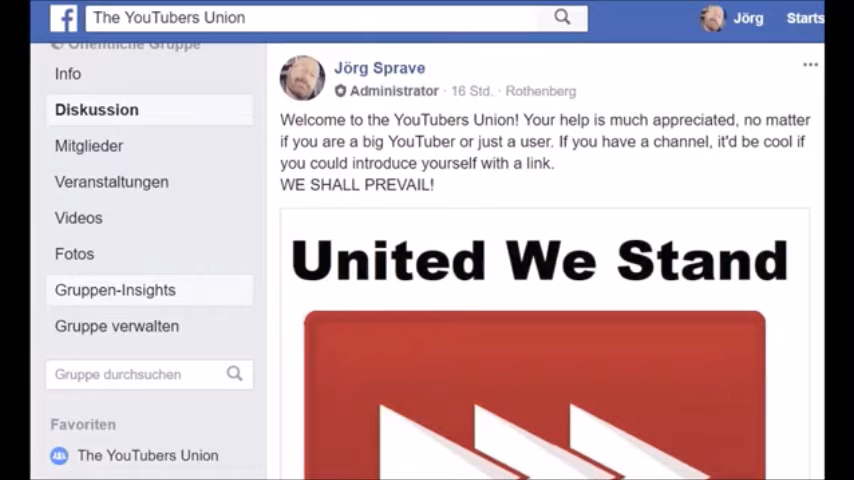 The YouTubers Union
Jörg
Starts
Öffentliche Gruppe
Info
Diskussion
Mitglieder
Veranstaltungen
Videos
Fotos
Gruppen-Insights
Gruppe verwalten
Gruppe durchsuchen
Favoriten
The YouTubers Union
Jörg Sprave
Administrator · 16 Std. · Rothenberg
Welcome to the YouTubers Union! Your help is much appreciated, no matter
if you are a big YouTuber or just a user. If you have a channel, it'd be cool if
you could introduce yourself with a link.
WE SHALL PREVAIL!
United We Stand